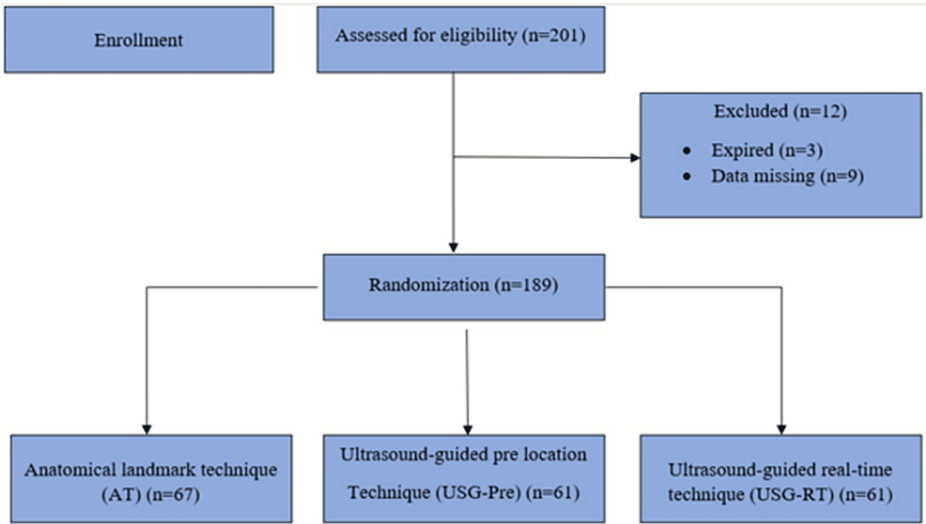 Enrollment
Assessed for eligibility (n=201)
Excluded (n=12)
• Expired (n=3)
• Data missing (n=9)
Randomization (n=189)
Anatomical landmark technique
(AT) (n=67)
Ultrasound-guided pre location
Technique (USG-Pre) (n=61)
Ultrasound-guided real-time
technique (USG-RT) (n=61)